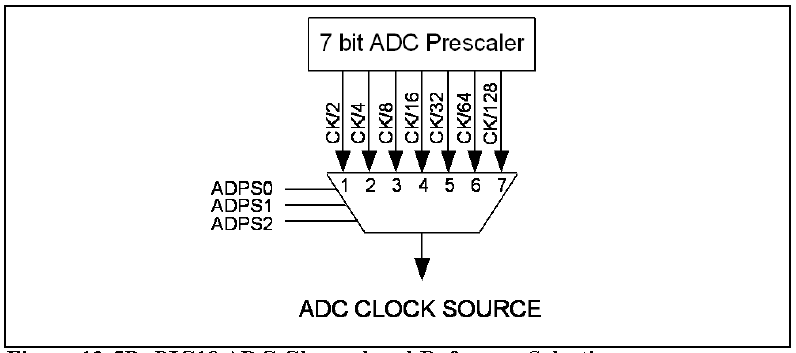 7 bit ADC Prescaler
CK/2 CK/4 CK/8 CK/16 CK/32 CK/64 CK/128
1 2 3 4 5 6 7
ADPS0
ADPS1
ADPS2
ADC CLOCK SOURCE